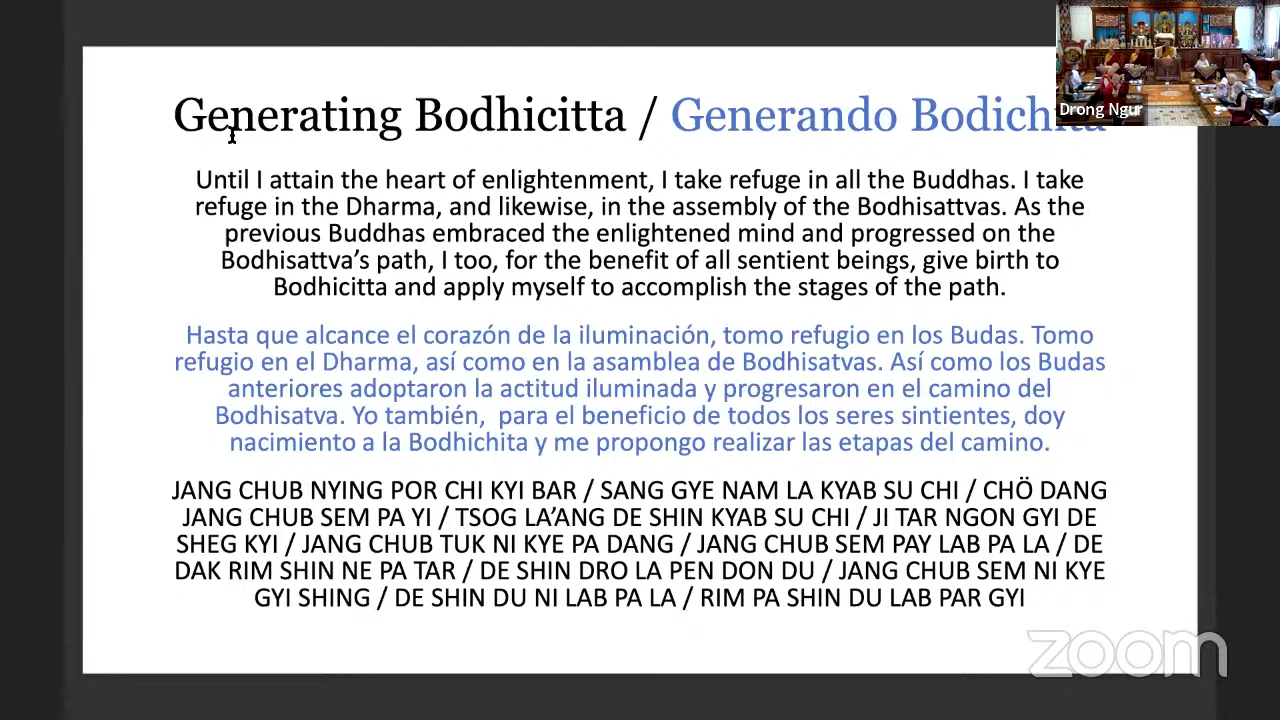 Generating Bodhicitta / Generando Bodichita
Until I attain the heart of enlightenment, I take refuge in all the Buddhas. I take
refuge in the Dharma, and likewise, in the assembly of the Bodhisattvas. As the
previous Buddhas embraced the enlightened mind and progressed on the
Bodhisattva’s path, I too, for the benefit of all sentient beings, give birth to
Bodhicitta and apply myself to accomplish the stages of the path.
Hasta que alcance el corazón de la iluminación, tomo refugio en los Budas. Tomo
refugio en el Dharma, así como en la asamblea de Bodhisatvas. Así como los Budas
anteriores adoptaron la actitud iluminada y progresaron en el camino del
Bodhisatva. Yo también, para el beneficio de todos los seres sintientes, doy
nacimiento a la Bodhichita y me propongo realizar las etapas del camino.
JANG CHUB NYING POR CHI KYI BAR / SANG GYE NAM LA KYAB SU CHI / CHÖ DANG
JANG CHUB SEM PA YI / TSOG LA’ANG DE SHIN KYAB SU CHI / JI TAR NGON GYI DE
SHEG KYI / JANG CHUB TUK NI KYE PA DANG / JANG CHUB SEM PAY LAB PA LA / DE
DAK RIM SHIN NE PA TAR / DE SHIN DRO LA PEN DON DU / JANG CHUB SEM NI KYE
GYI SHING / DE SHIN DU NI LAB PA LA / RIM PA SHIN DU LAB PAR GYI
Drong Ngur
zoom